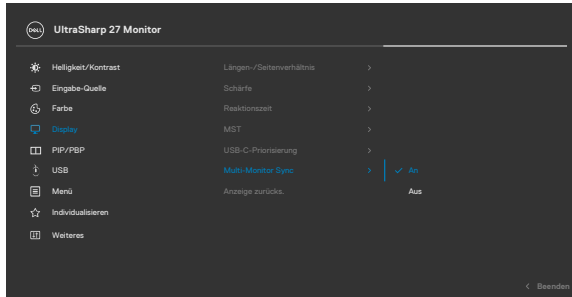 DELL UltraSharp 27 Monitor
Helligkeit/Kontrast
Längen-/Seitenverhältnis
Eingabe-Quelle
Schärfe
Farbe
Reaktionszeit
Display
MST
PIP/PBP
USB-C-Priorisierung
USB
Multi-Monitor Sync
An
Menü
Anzeige zurücks.
Aus
Individualisieren
Weiteres
Beenden